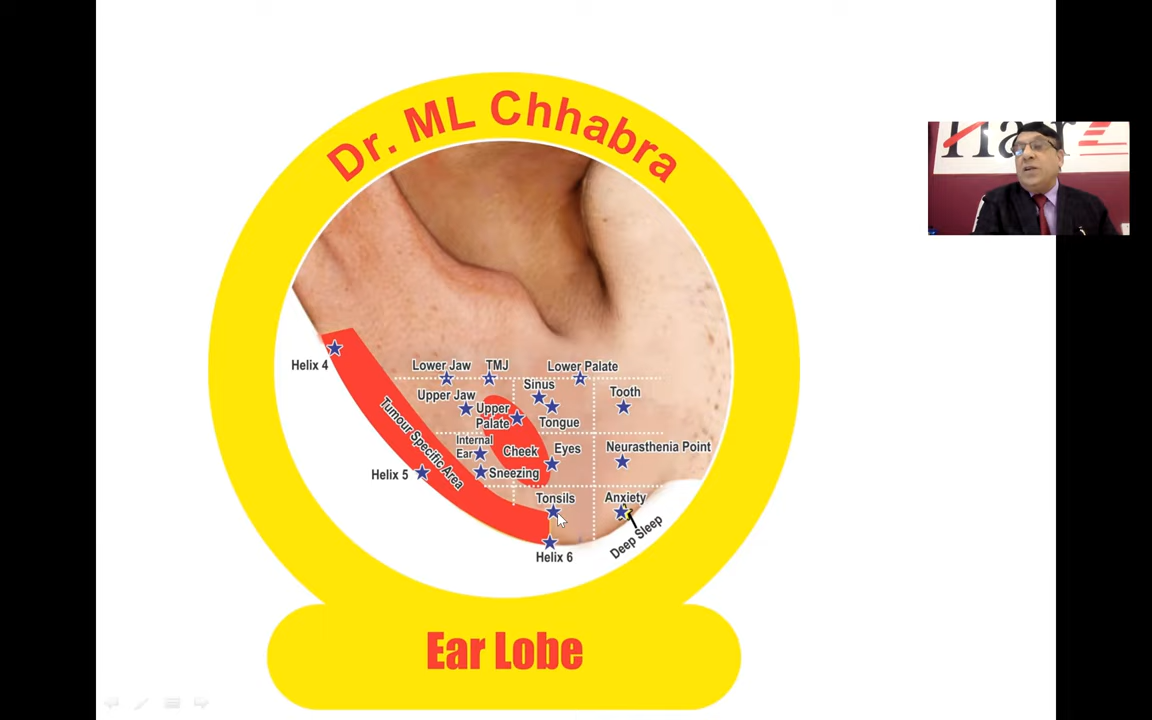 Dr. ML Chhabra
Helix 4
Lower Jaw
TMJ
Lower Palate
Sinus
Upper Jaw
Upper
Palate
Tongue
Tooth
Tumour Specific Area
Internal
Ear
Cheek
Eyes
Neurasthenia Point
Helix 5
Sneezing
Tonsils
Anxiety
Deep Sleep
Helix 6
Ear Lobe